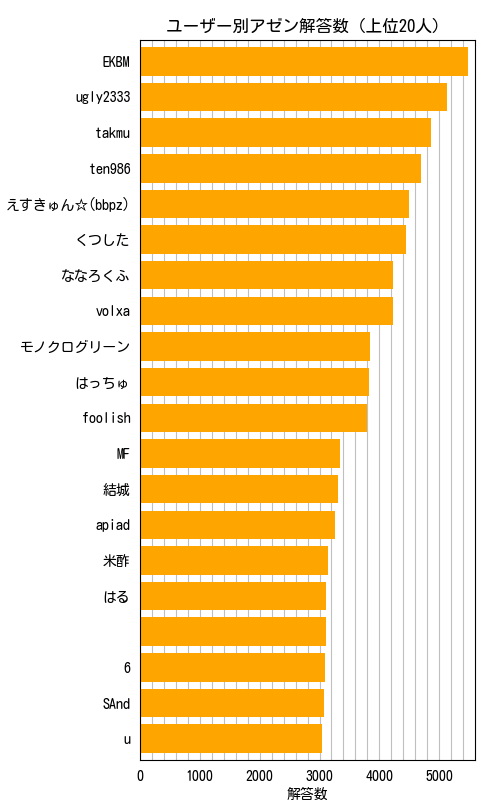 ユーザー別アゼン解答数 (上位20人)
EKBM
ugly2333
takmu
ten986
えすきゅん☆(bbpz)
くつした
ななろくふ
volxa
モノクログリーン
はっちゅ
foolish
MF
結城
apiad
米酢
はる
6
SAnd
u
0 1000 2000 3000 4000 5000
解答数